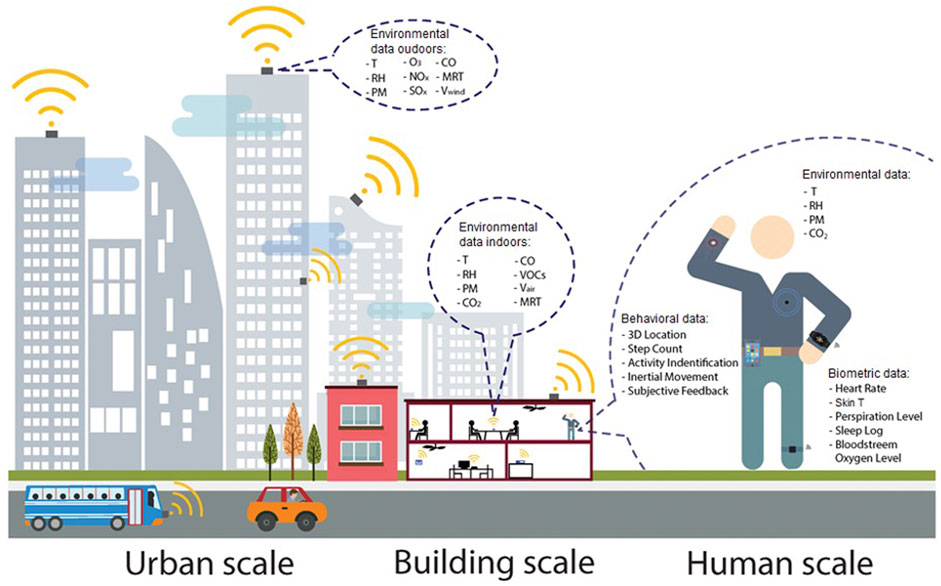 Environmental
data oudoors:
- T - O₃ - CO
- RH - NOx - MRT
- PM - SOx - Vwind
Environmental
data indoors:
- T - CO
- RH - VOCs
- PM - Vair
- CO₂ - MRT
Environmental data:
- T
- RH
- PM
- CO₂
Behavioral data:
- 3D Location
- Step Count
- Activity Indentification
- Inertial Movement
- Subjective Feedback
Biometric data:
- Heart Rate
- Skin T
- Perspiration Level
- Sleep Log
- Bloodstreem
Oxygen Level
Urban scale
Building scale
Human scale